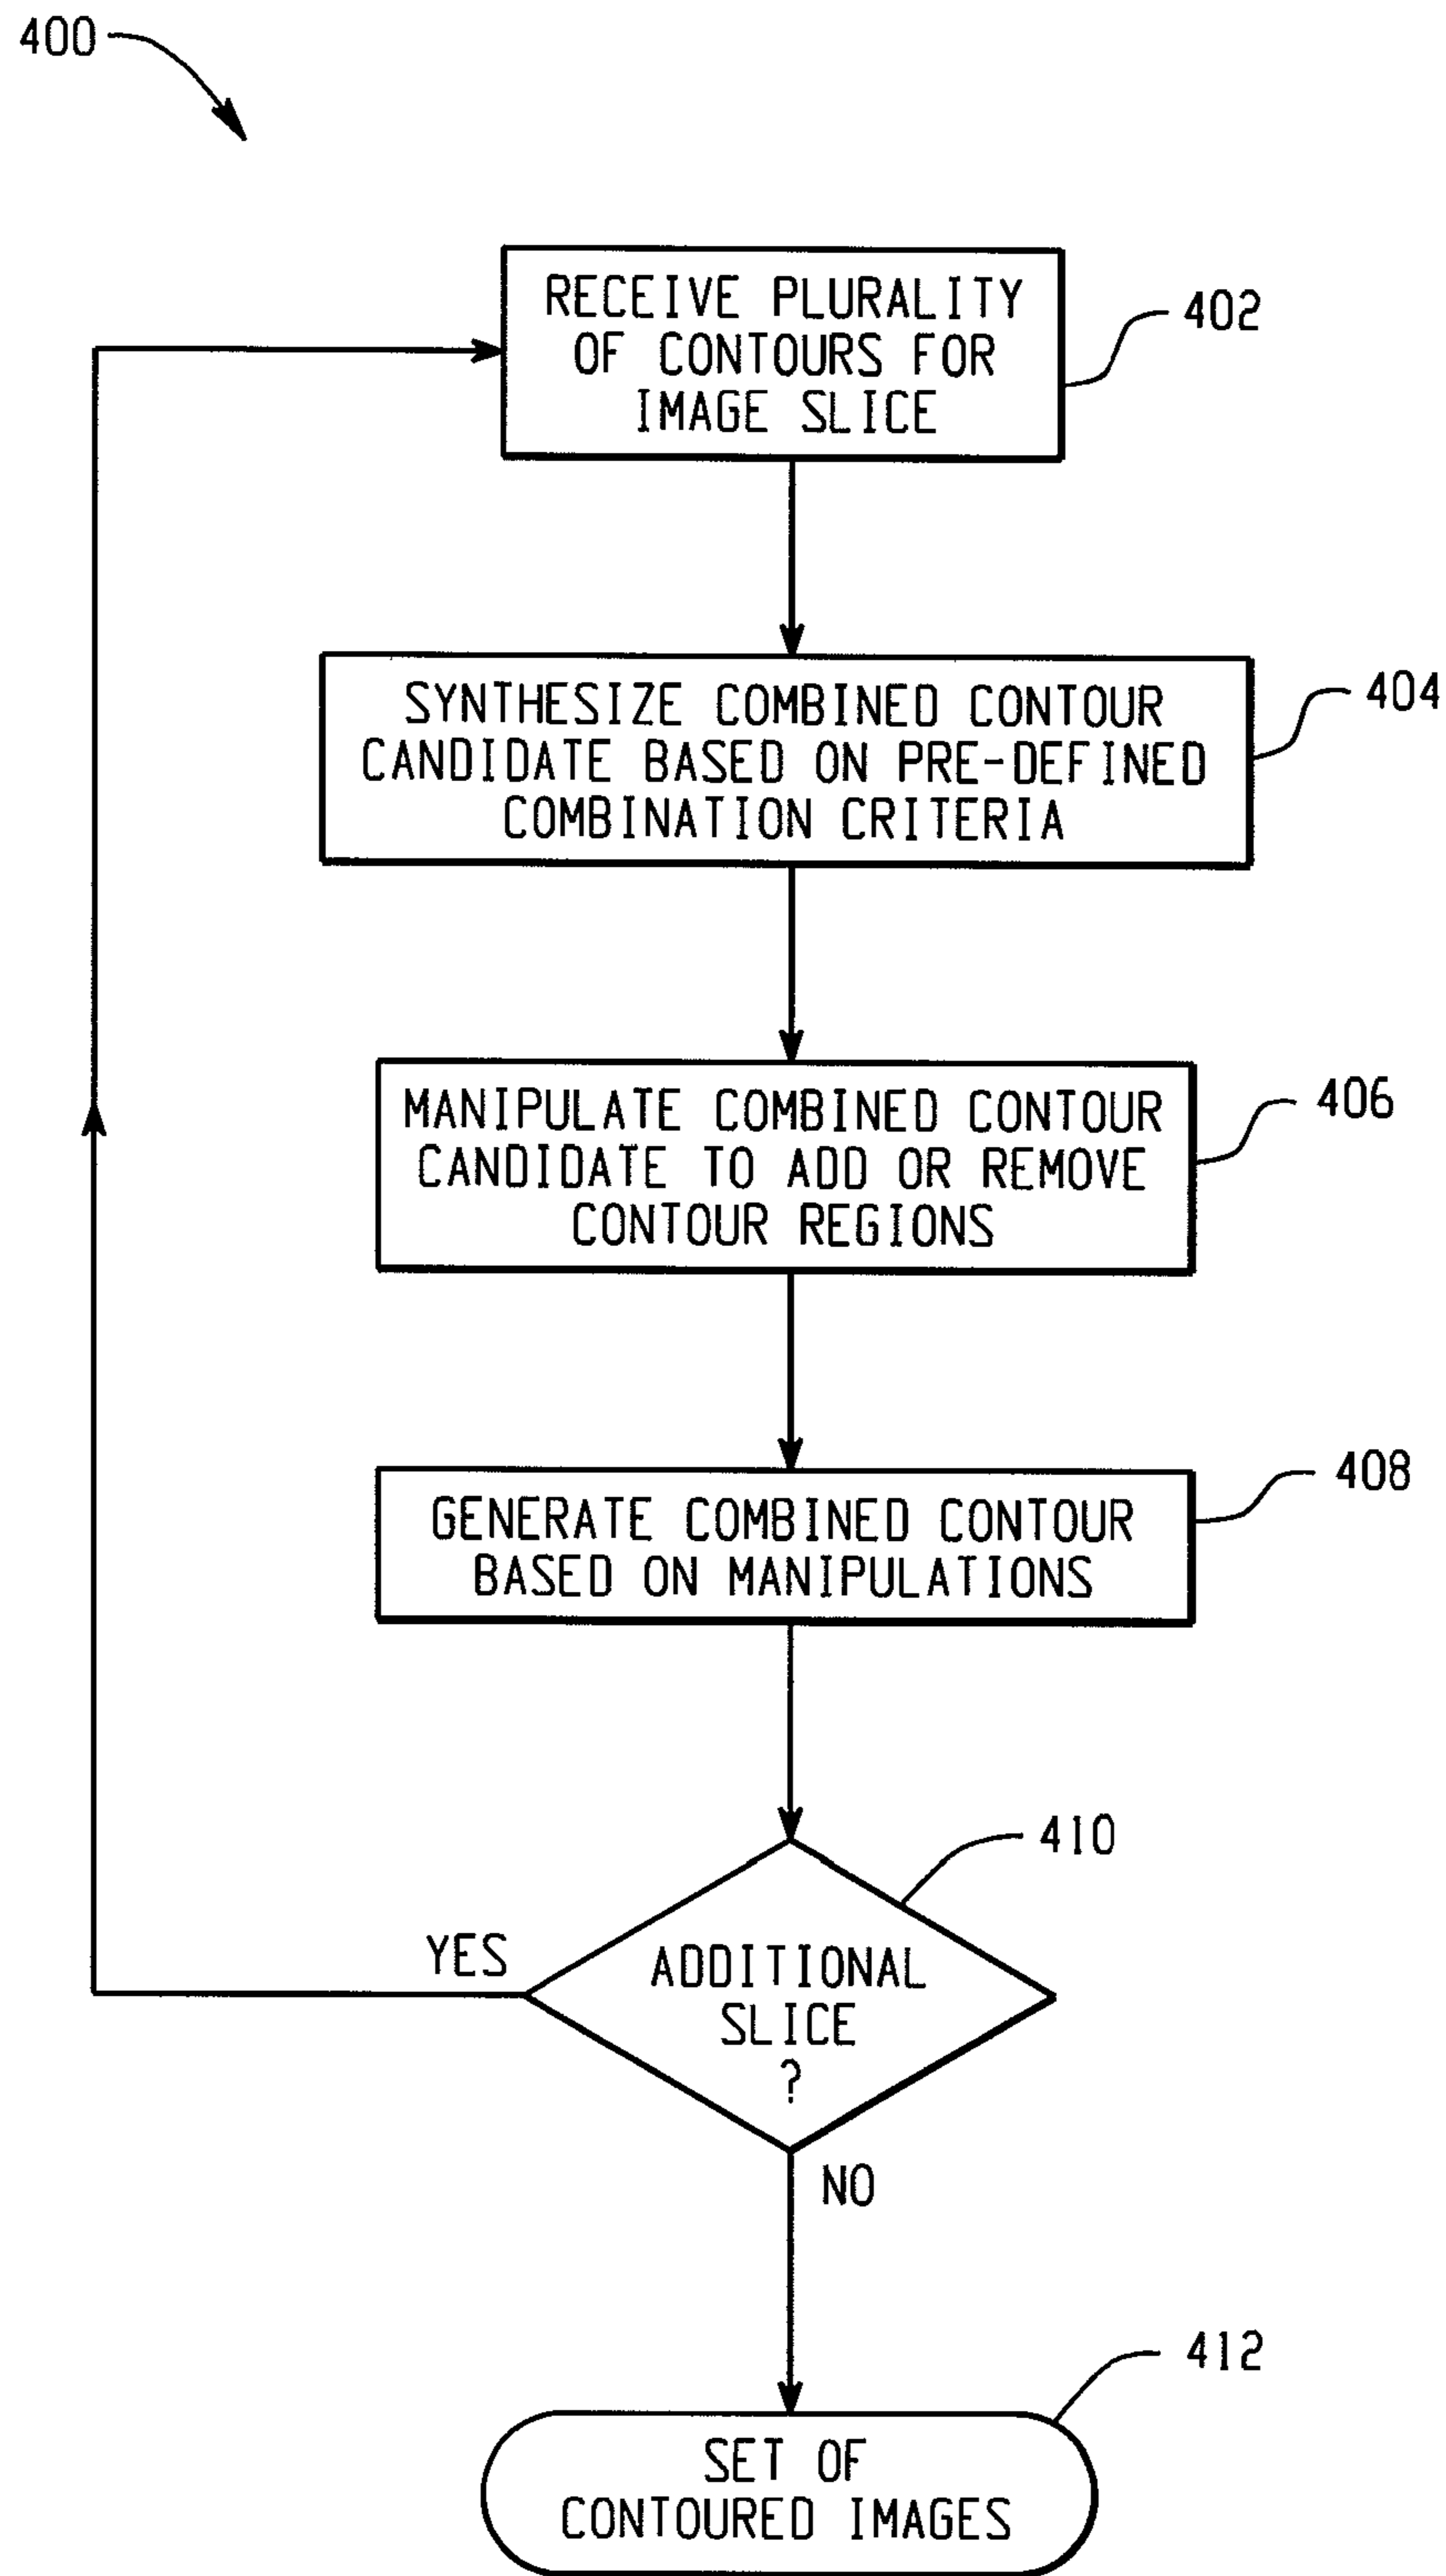 400
RECEIVE PLURALITY
OF CONTOURS FOR
IMAGE SLICE
402
SYNTHESIZE COMBINED CONTOUR
CANDIDATE BASED ON PRE-DEFINED
COMBINATION CRITERIA
404
MANIPULATE COMBINED CONTOUR
CANDIDATE TO ADD OR REMOVE
CONTOUR REGIONS
406
GENERATE COMBINED CONTOUR
BASED ON MANIPULATIONS
408
410
YES
ADDITIONAL
SLICE
?
NO
412
SET OF
CONTOURED IMAGES